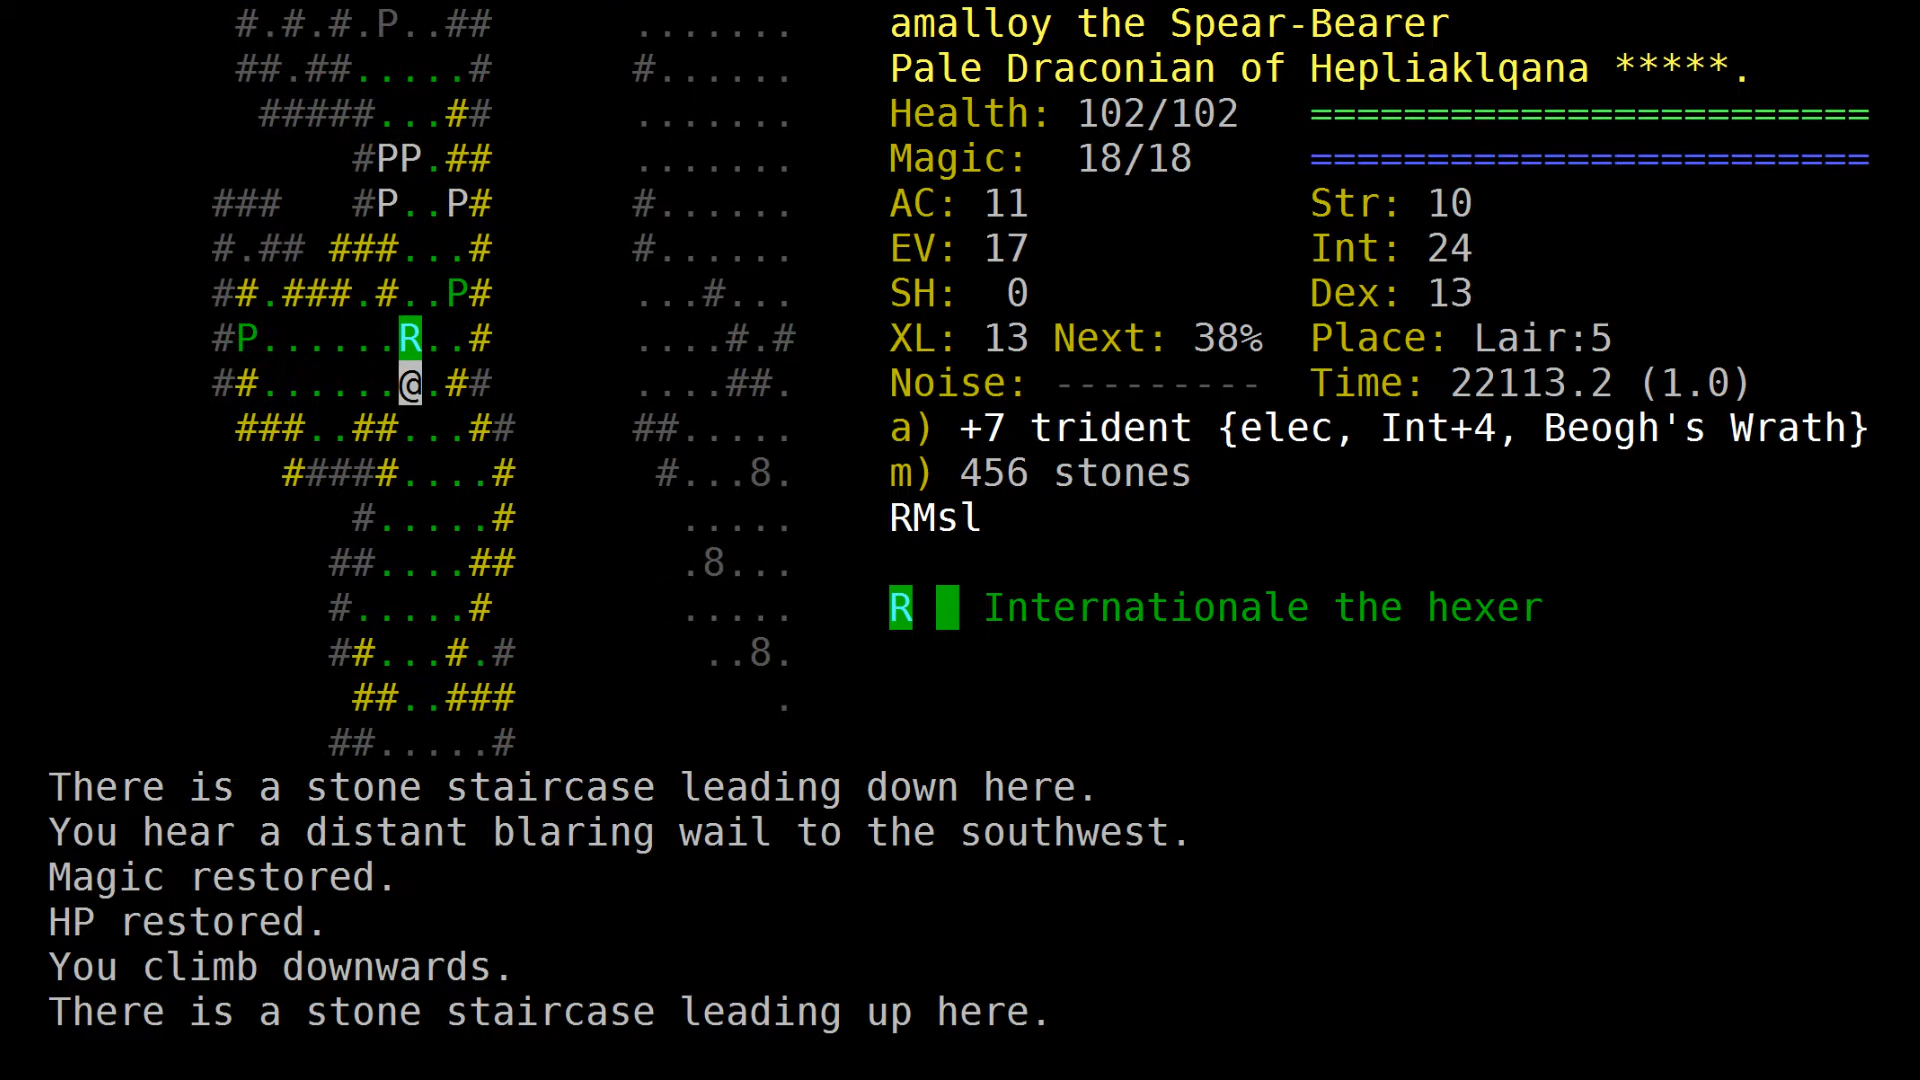 #.#.#.P..##       .......
##.##.....#      #......
#####...##      .......
#PP.##         .......
###   #P..P#      #......
#.## ###...#      #......
##.###.#..P#      ...#...
#P......R..#      ....#.#
##......@.##      ....##.
###..##...##     ##.....
#####....#      #...8.
#.....#       .....
##....##       .8...
#.....#        .....
##...#.#        ..8.
##..###           .
##.....#
amalloy the Spear-Bearer
Pale Draconian of Hepliaklqana *****.
Health: 102/102   ========================
Magic:  18/18     ========================
AC: 11            Str: 10
EV: 17            Int: 24
SH:  0            Dex: 13
XL: 13 Next: 38%  Place: Lair:5
Noise: ---------  Time: 22113.2 (1.0)
a) +7 trident {elec, Int+4, Beogh's Wrath}
m) 456 stones
RMsl
R Internationale the hexer
There is a stone staircase leading down here.
You hear a distant blaring wail to the southwest.
Magic restored.
HP restored.
You climb downwards.
There is a stone staircase leading up here.